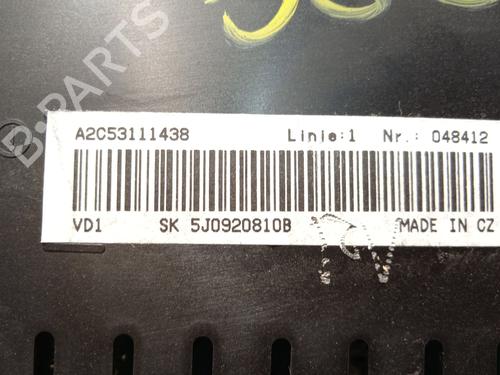 B-PARTS
A2C53111438 Linie:1 Nr.: 048412
VD1 SK 5J0920810B MADE IN CZ